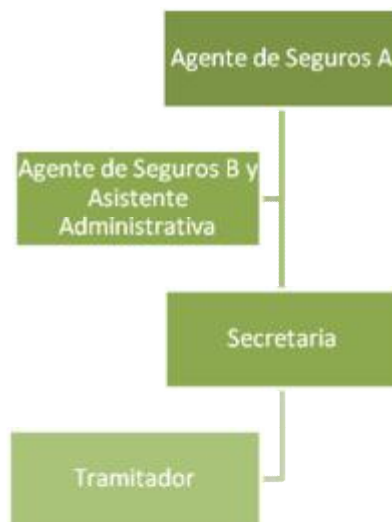 Agente de Seguros A
Agente de Seguros B y
Asistente
Administrativa
Secretaria
Tramitador